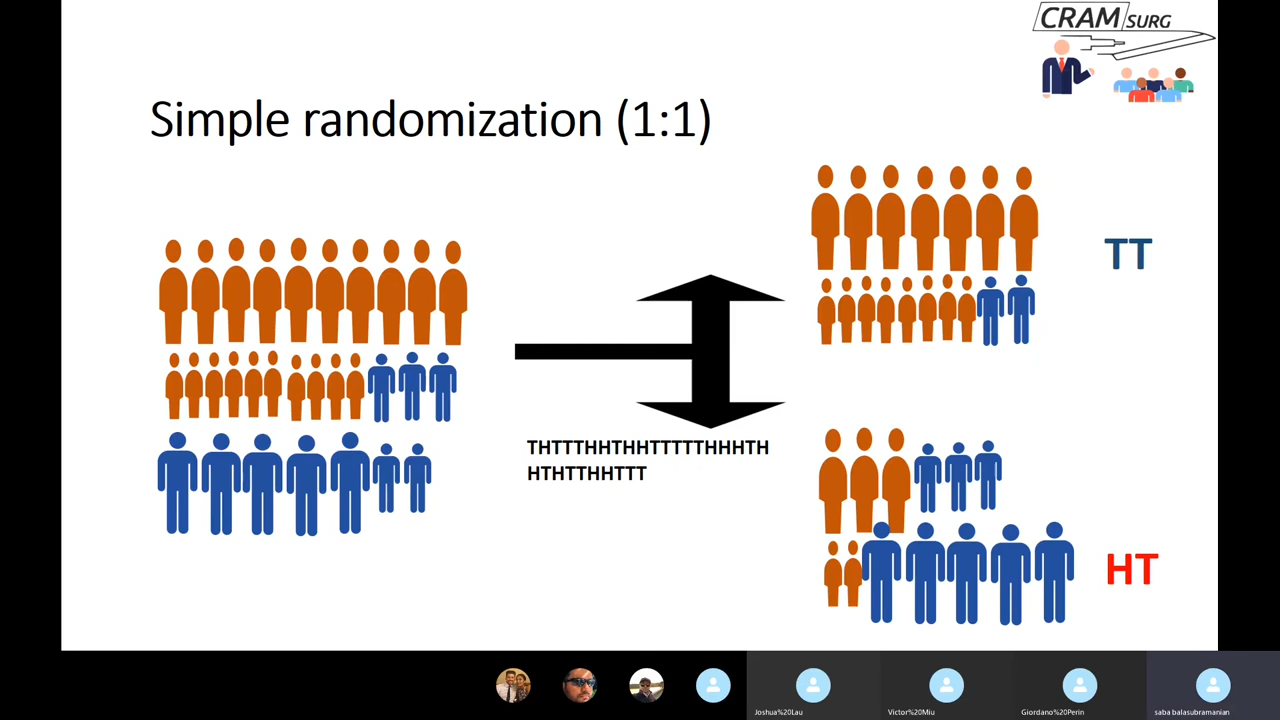 CRAM SURG
Simple randomization (1:1)
TT
THTTTHHTHHTTTTTHHHTH
HTHTTHHTTT
HT
Joshua%20Lau
Victor%20Miu
Giordano%20Perin
saba balasubramanian